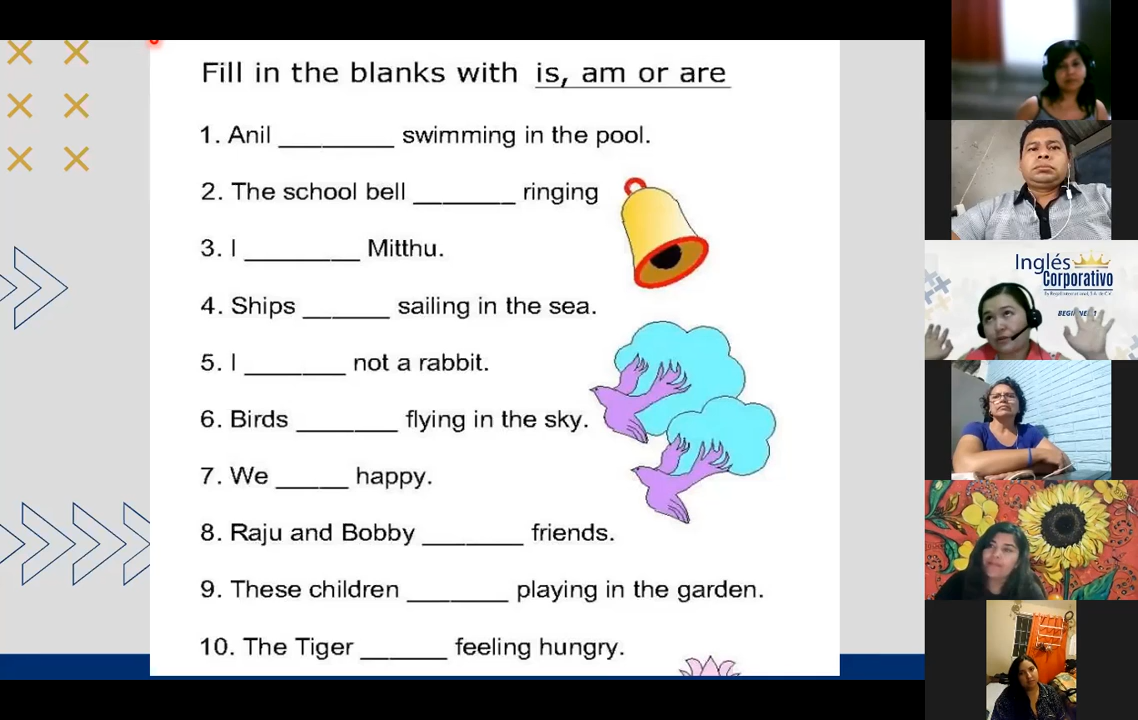 Fill in the blanks with is, am or are
1. Anil ________ swimming in the pool.
2. The school bell _______ ringing
3. I ________ Mitthu.
4. Ships ______ sailing in the sea.
5. I _______ not a rabbit.
6. Birds _______ flying in the sky.
7. We _____ happy.
8. Raju and Bobby _______ friends.
9. These children _______ playing in the garden.
10. The Tiger ______ feeling hungry.
Inglés
Corporativo